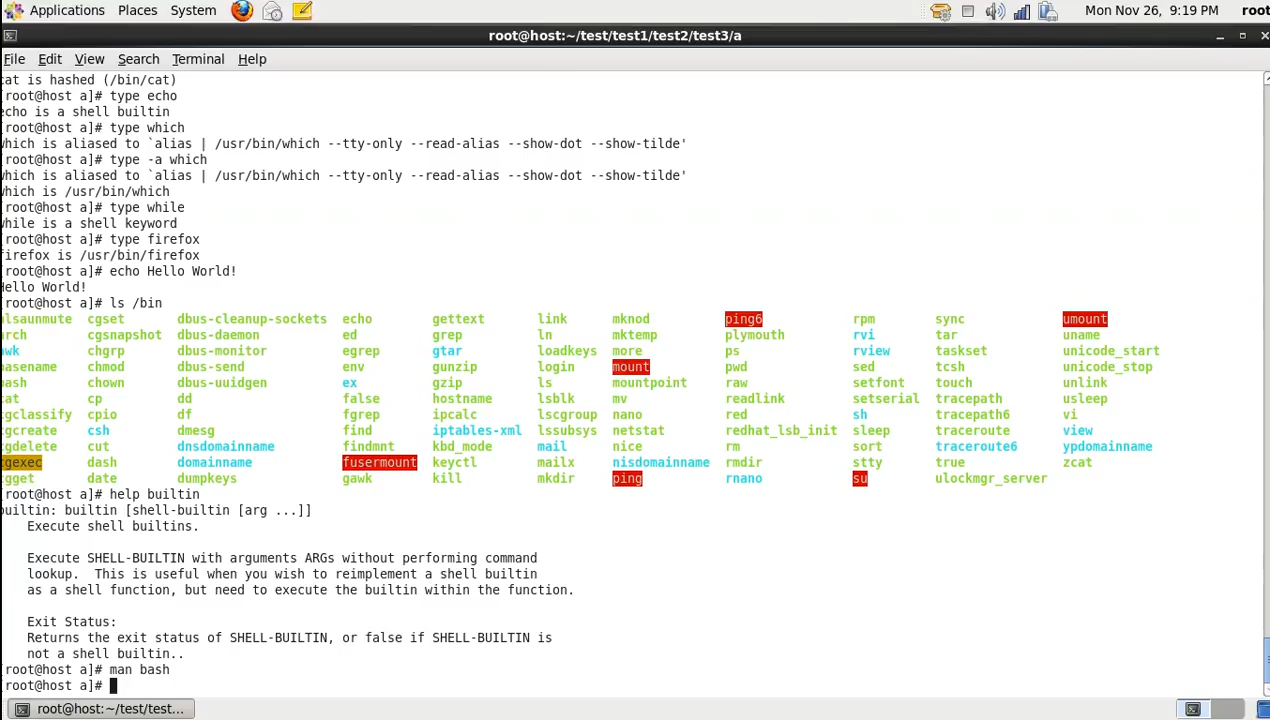 Applications Places System Mon Nov 26, 9:19 PM root
root@host:~/test/test1/test2/test3/a
File Edit View Search Terminal Help
cat is hashed (/bin/cat)
[root@host a]# type echo
echo is a shell builtin
[root@host a]# type which
which is aliased to `alias | /usr/bin/which --tty-only --read-alias --show-dot --show-tilde'
[root@host a]# type -a which
which is aliased to `alias | /usr/bin/which --tty-only --read-alias --show-dot --show-tilde'
which is /usr/bin/which
[root@host a]# type while
while is a shell keyword
[root@host a]# type firefox
firefox is /usr/bin/firefox
[root@host a]# echo Hello World!
Hello World!
[root@host a]# ls /bin
alsaunmute cgset dbus-cleanup-sockets echo gettext link mknod ping6 rpm sync umount
arch cgsnapshot dbus-daemon ed grep ln mktemp plymouth rvi tar uname
awk chgrp dbus-monitor egrep gtar loadkeys more ps rview taskset unicode_start
basename chmod dbus-send env gunzip login mount pwd sed tcsh unicode_stop
bash chown dbus-uuidgen ex gzip ls mountpoint raw setfont touch unlink
cat cp dd false hostname lsblk mv readlink setserial tracepath usleep
cgclassify cpio df fgrep ipcalc lscgroup nano red sh tracepath6 vi
cgcreate csh dmesg find iptables-xml lssubsys netstat redhat_lsb_init sleep traceroute view
cgdelete cut dnsdomainname findmnt kbd_mode mail nice rm sort traceroute6 ypdomainname
cgexec dash domainname fusermount keyctl mailx nisdomainname rmdir stty true zcat
cgget date dumpkeys gawk kill mkdir ping rnano su ulockmgr_server
[root@host a]# help builtin
builtin: builtin [shell-builtin [arg ...]]
Execute shell builtins.
Execute SHELL-BUILTIN with arguments ARGs without performing command
lookup.  This is useful when you wish to reimplement a shell builtin
as a shell function, but need to execute the builtin within the function.
Exit Status:
Returns the exit status of SHELL-BUILTIN, or false if SHELL-BUILTIN is
not a shell builtin..
[root@host a]# man bash
[root@host a]#
root@host:~/test/test...